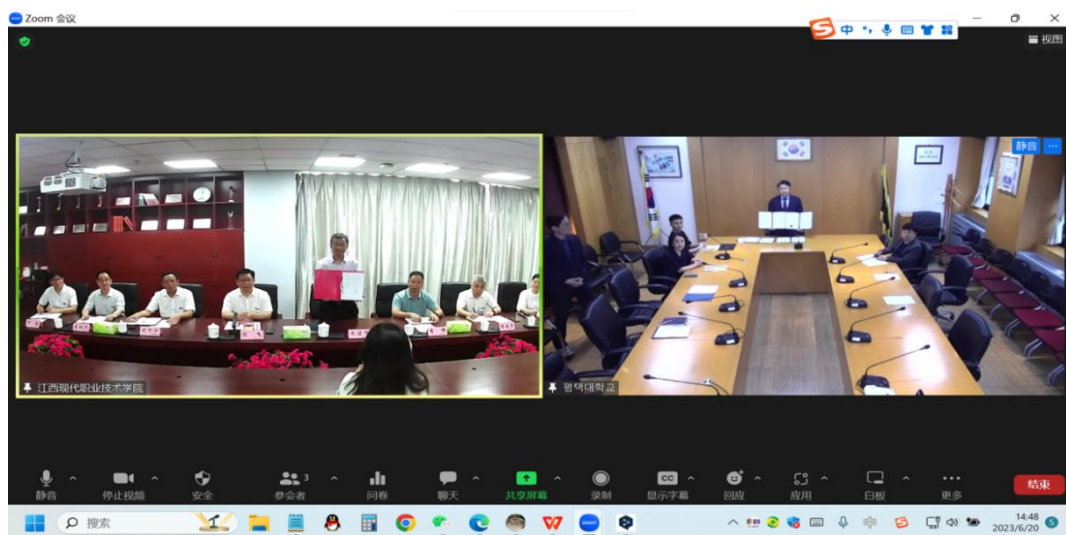 Zoom 会议
中
视图
静音
江西现代职业技术学院
평택대학교
3
静音
停止视频
安全
参会者
问卷
聊天
共享屏幕
录制
CC
显示字幕
回应
应用
白板
更多
结束
搜索
zoom
14:48
2023/6/20